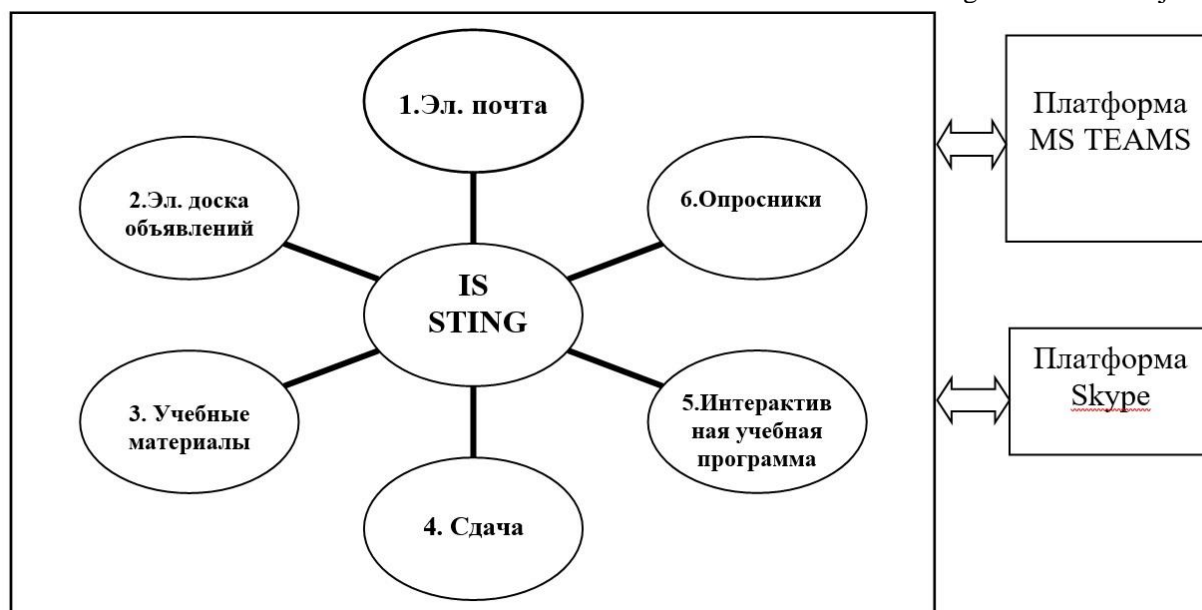 1.Эл. почта
2.Эл. доска
объявлений
6.Опросники
IS
STING
3. Учебные
материалы
5.Интерактив
ная учебная
программа
4. Сдача
Платформа
MS TEAMS
Платформа
Skype